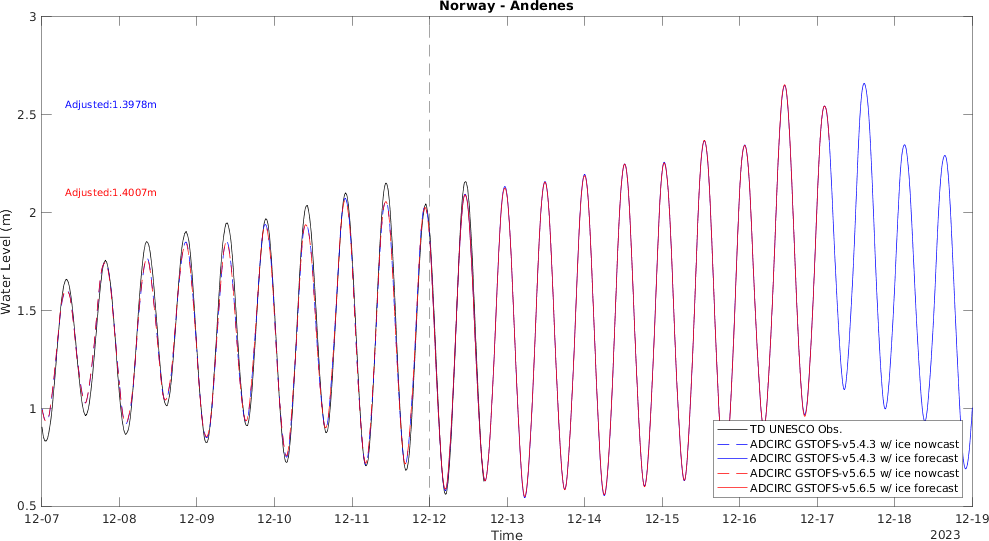 Norway - Andenes
3
2.5
2
1.5
1
0.5
Water Level (m)
Adjusted:1.3978m
Adjusted:1.4007m
TD UNESCO Obs.
ADCIRC GSTOFS-v5.4.3 w/ ice nowcast
ADCIRC GSTOFS-v5.4.3 w/ ice forecast
ADCIRC GSTOFS-v5.6.5 w/ ice nowcast
ADCIRC GSTOFS-v5.6.5 w/ ice forecast
12-07 12-08 12-09 12-10 12-11 12-12 12-13 12-14 12-15 12-16 12-17 12-18 12-19
Time
2023